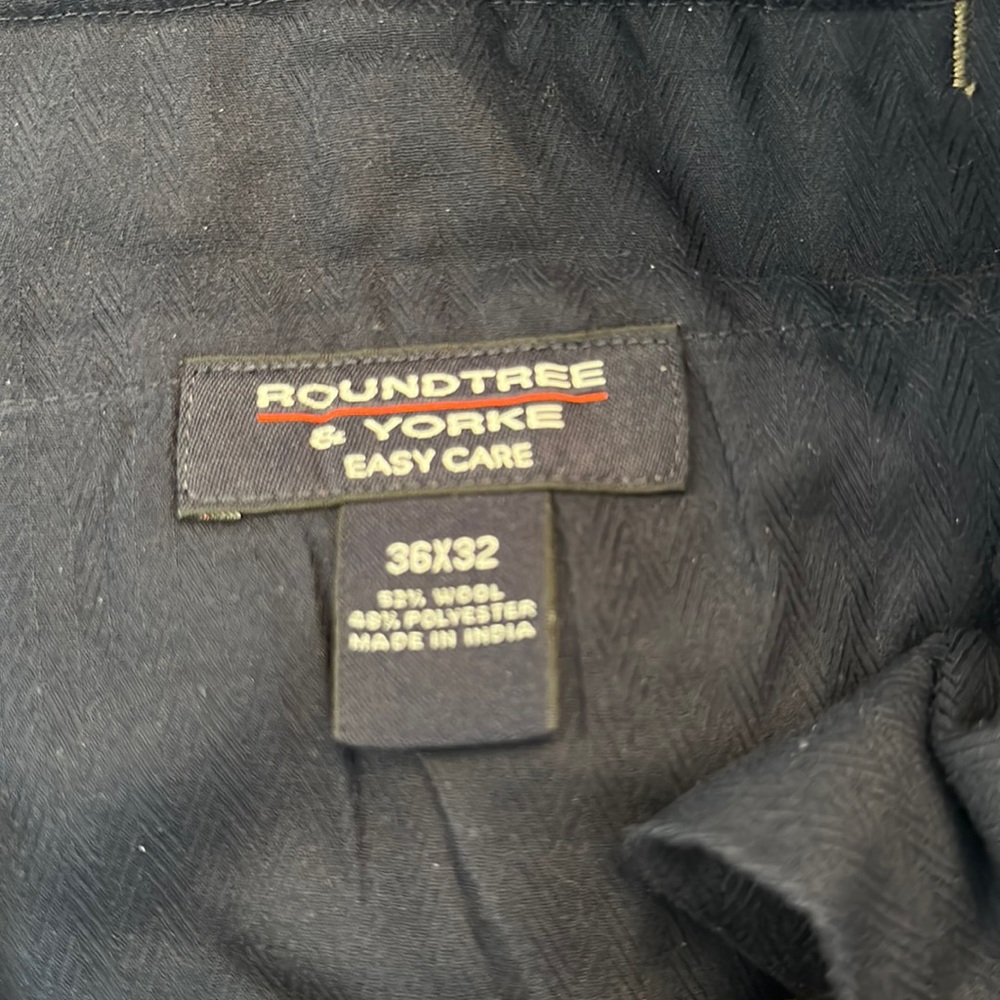 ROUNDTREE
& YORKE
EASY CARE
36X32
52% WOOL
48% POLYESTER
MADE IN INDIA